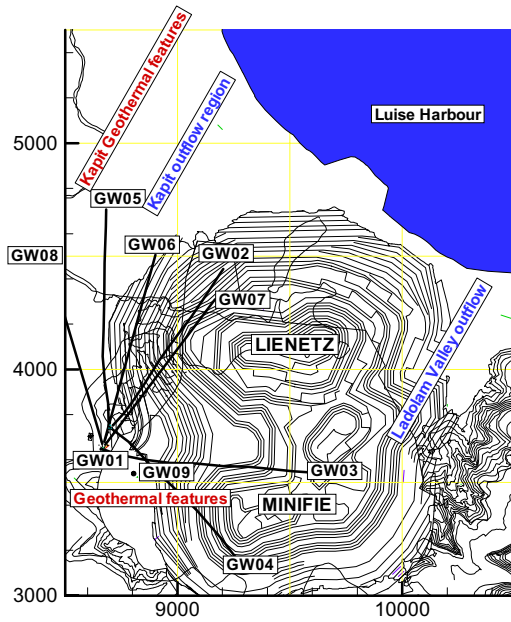 Kapit Geothermal features
Kapit outflow region
Luise Harbour
5000
GW05
GW06
GW02
GW08
GW07
LIENETZ
4000
Ladolam Valley outflow
GW01
GW09
GW03
Geothermal features
MINIFIE
GW04
3000
9000
10000